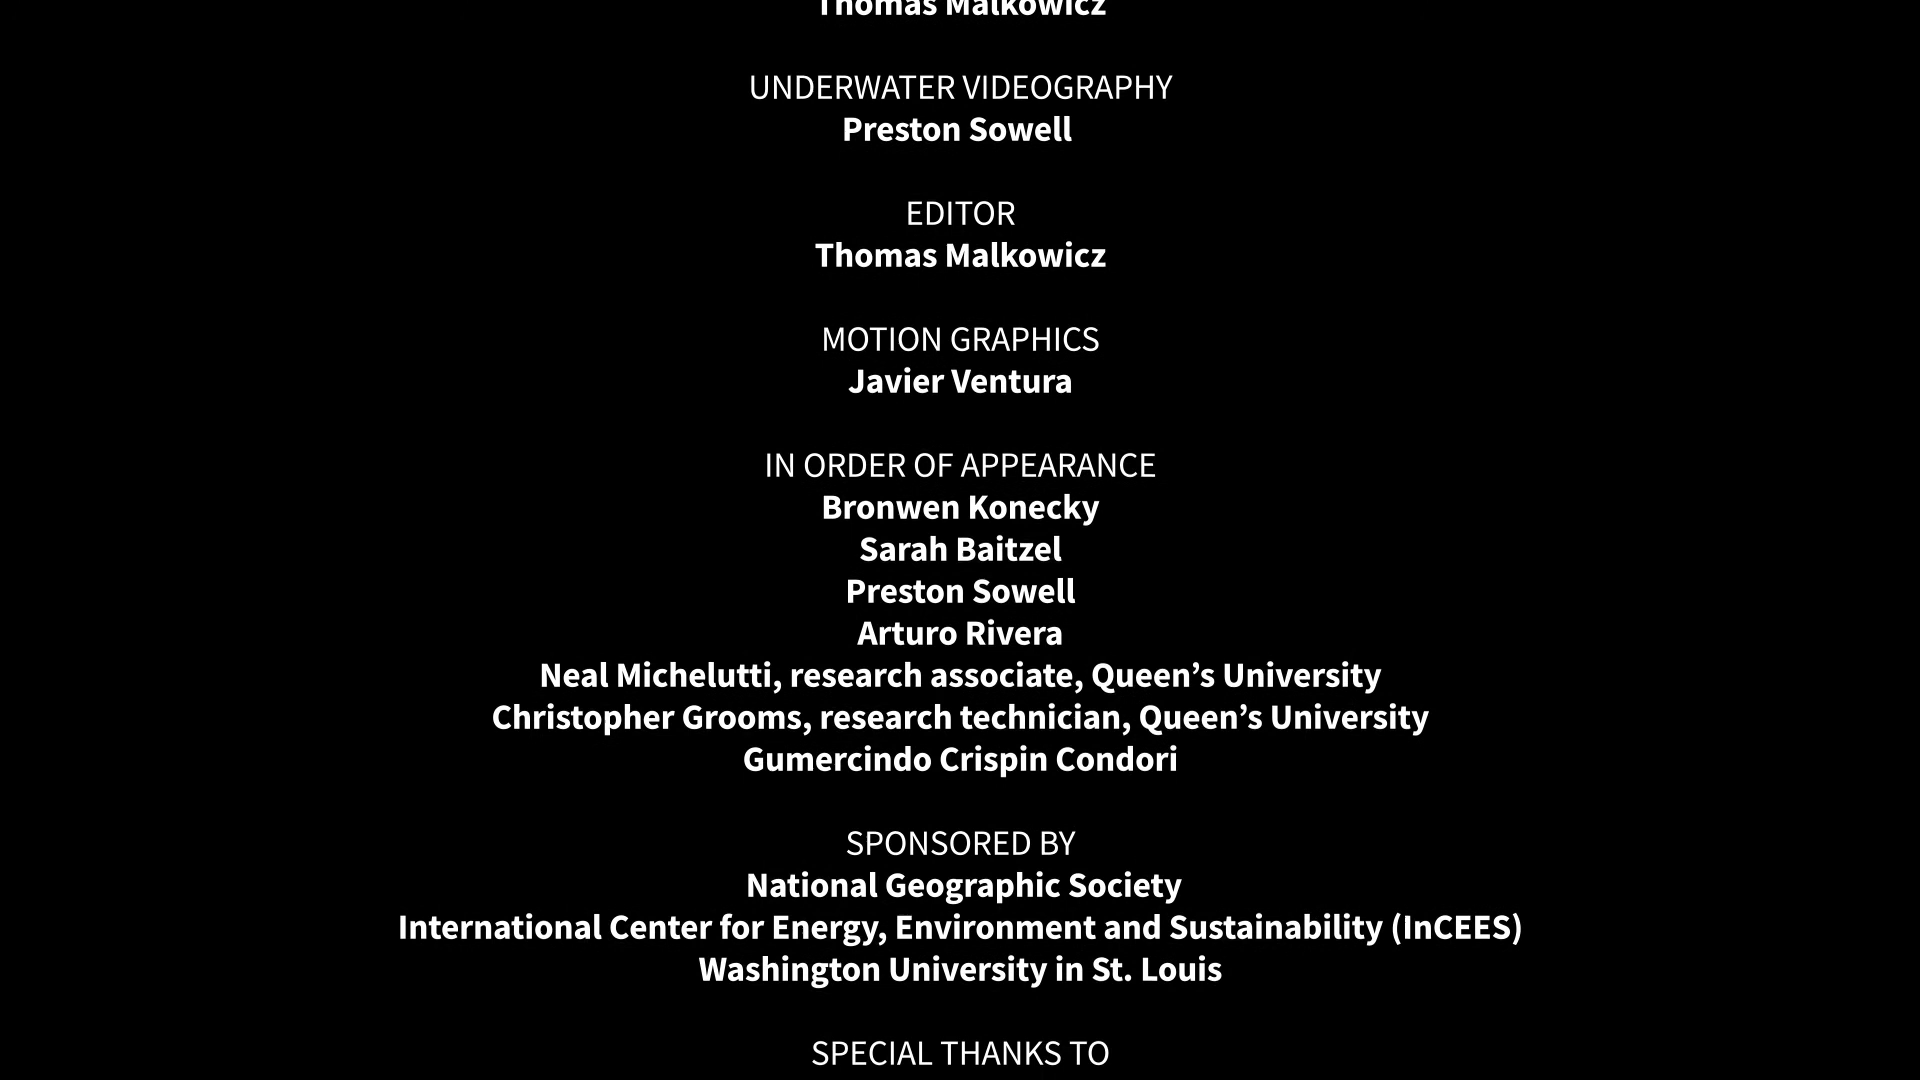 Thomas Malkowicz
UNDERWATER VIDEOGRAPHY
Preston Sowell
EDITOR
Thomas Malkowicz
MOTION GRAPHICS
Javier Ventura
IN ORDER OF APPEARANCE
Bronwen Konecky
Sarah Baitzel
Preston Sowell
Arturo Rivera
Neal Michelutti, research associate, Queen’s University
Christopher Grooms, research technician, Queen’s University
Gumercindo Crispin Condori
SPONSORED BY
National Geographic Society
International Center for Energy, Environment and Sustainability (InCEES)
Washington University in St. Louis
SPECIAL THANKS TO